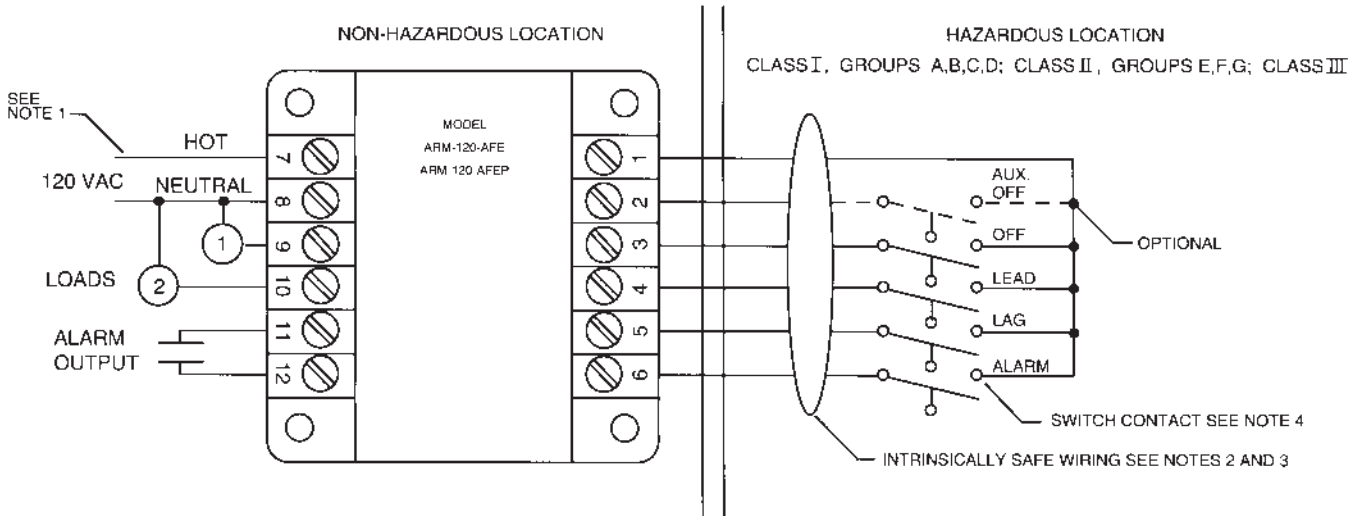 NON-HAZARDOUS LOCATION
HAZARDOUS LOCATION
CLASS I, GROUPS A,B,C,D; CLASS II, GROUPS E,F,G; CLASS III
SEE
NOTE 1
HOT
120 VAC
NEUTRAL
LOADS
1
2
ALARM
OUTPUT
7
8
9
10
11
12
MODEL
ARM-120-AFE
ARM 120 AFEP
1
2
3
4
5
6
AUX.
OFF
OFF
LEAD
LAG
ALARM
OPTIONAL
SWITCH CONTACT SEE NOTE 4
INTRINSICALLY SAFE WIRING SEE NOTES 2 AND 3